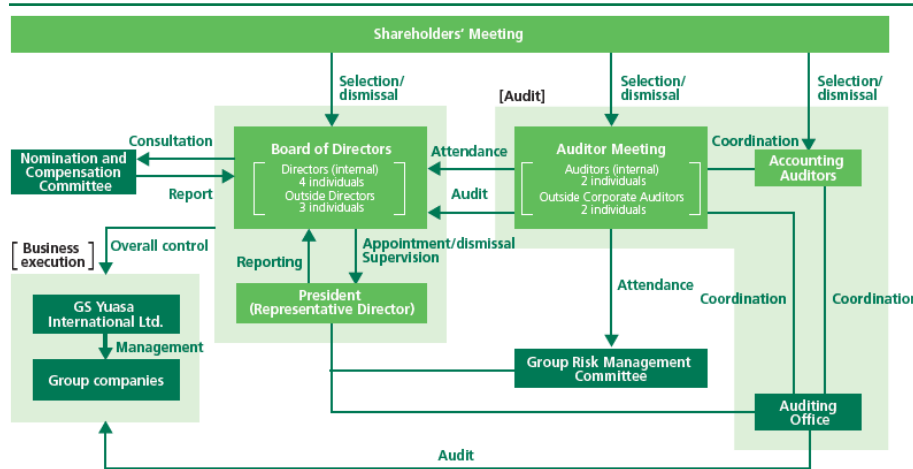 Shareholders' Meeting
Selection/
dismissal
Selection/
dismissal
Selection/
dismissal
[Audit]
Consultation
Nomination and
Compensation
Committee
Report
Board of Directors
Directors (internal)
4 individuals
Outside Directors
3 individuals
Attendance
Audit
Auditor Meeting
Auditors (internal)
2 individuals
Outside Corporate Auditors
2 individuals
Coordination
Accounting
Auditors
[Business
execution]
Overall control
Reporting
Appointment/dismissal
Supervision
President
(Representative Director)
Attendance
Coordination
Coordination
GS Yuasa
International Ltd.
Management
Group companies
Group Risk Management
Committee
Auditing
Office
Audit